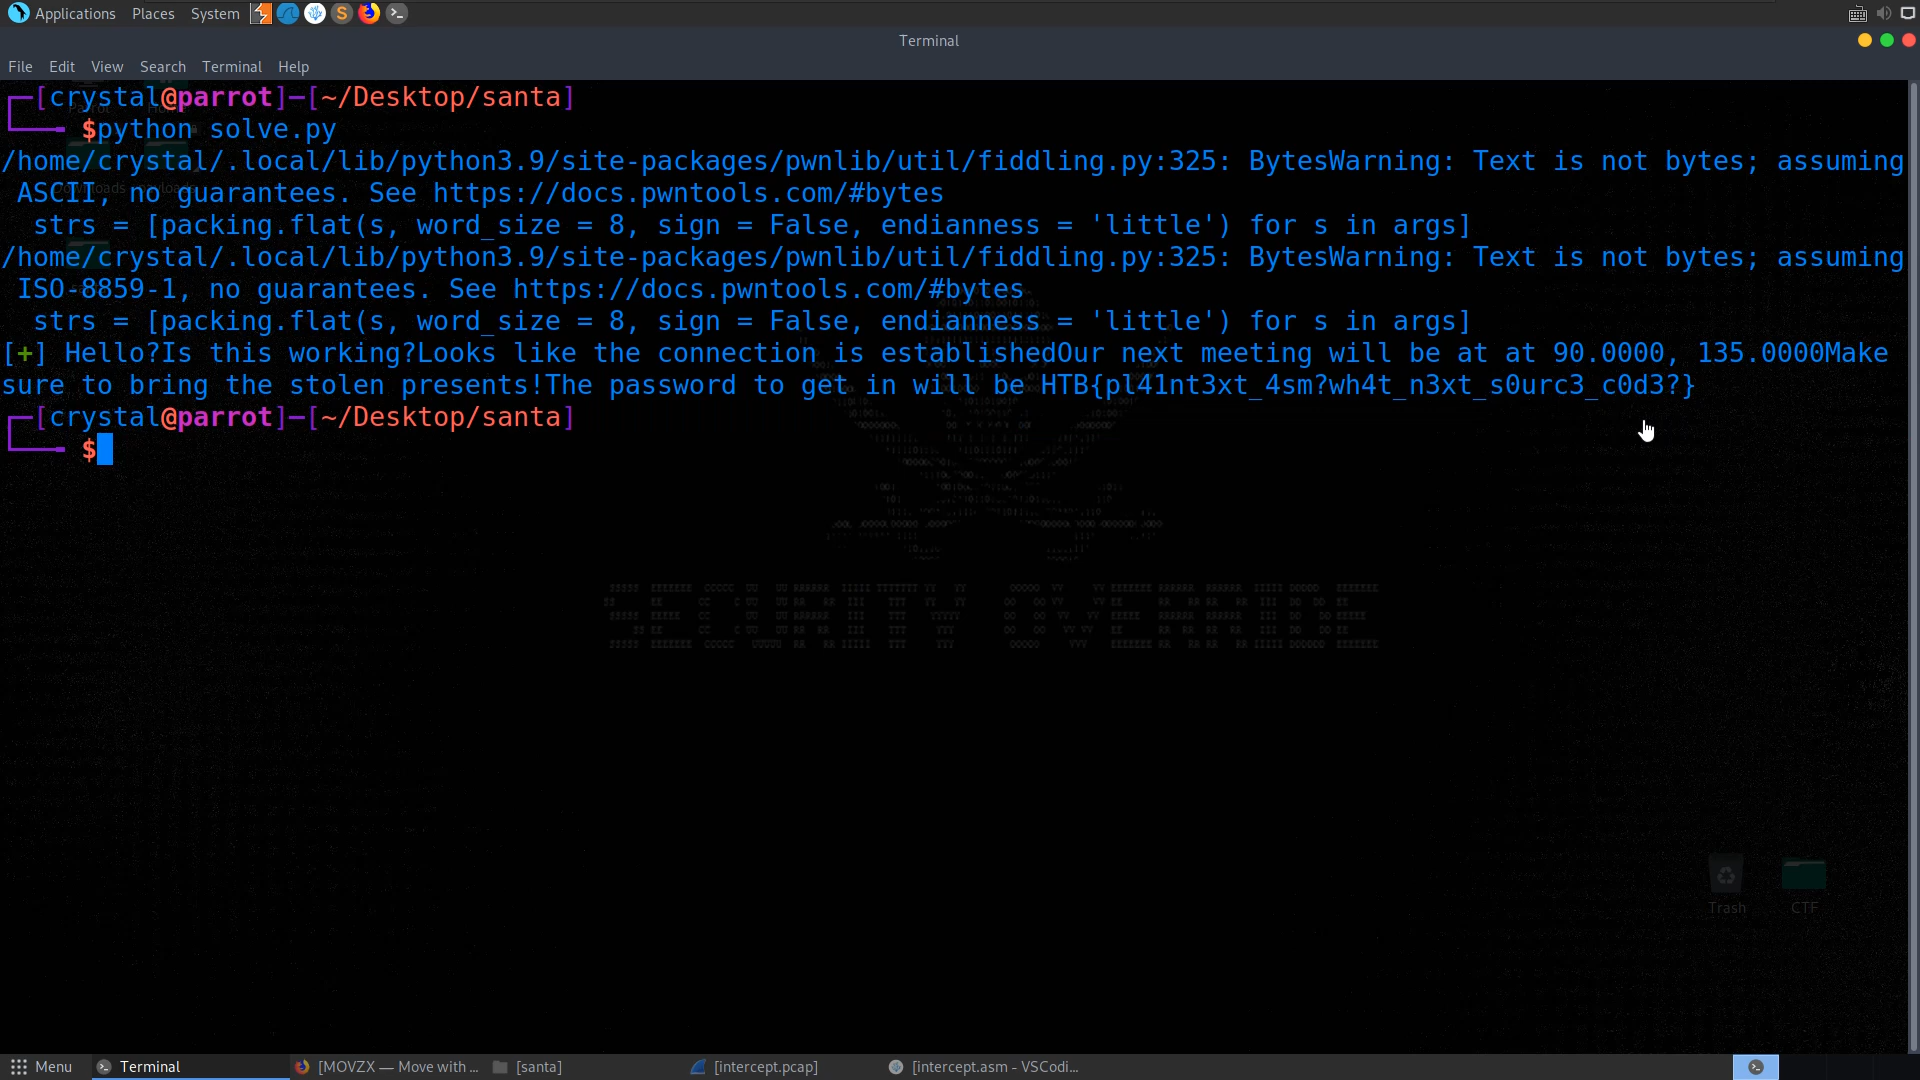 Applications Places System
Terminal
File Edit View Search Terminal Help
┌─[crystal@parrot]─[~/Desktop/santa]
└──╼ $python solve.py
/home/crystal/.local/lib/python3.9/site-packages/pwnlib/util/fiddling.py:325: BytesWarning: Text is not bytes; assuming
ASCII, no guarantees. See https://docs.pwntools.com/#bytes
strs = [packing.flat(s, word_size = 8, sign = False, endianness = 'little') for s in args]
/home/crystal/.local/lib/python3.9/site-packages/pwnlib/util/fiddling.py:325: BytesWarning: Text is not bytes; assuming
ISO-8859-1, no guarantees. See https://docs.pwntools.com/#bytes
strs = [packing.flat(s, word_size = 8, sign = False, endianness = 'little') for s in args]
[+] Hello?Is this working?Looks like the connection is establishedOur next meeting will be at at 90.0000, 135.0000Make
sure to bring the stolen presents!The password to get in will be HTB{pl41nt3xt_4sm?wh4t_n3xt_s0urc3_c0d3?}
┌─[crystal@parrot]─[~/Desktop/santa]
└──╼ $
SECURITY OVERRIDE
Trash CTF
Menu Terminal [MOVZX — Move with ... [santa] [intercept.pcap] [intercept.asm - VSCodi...